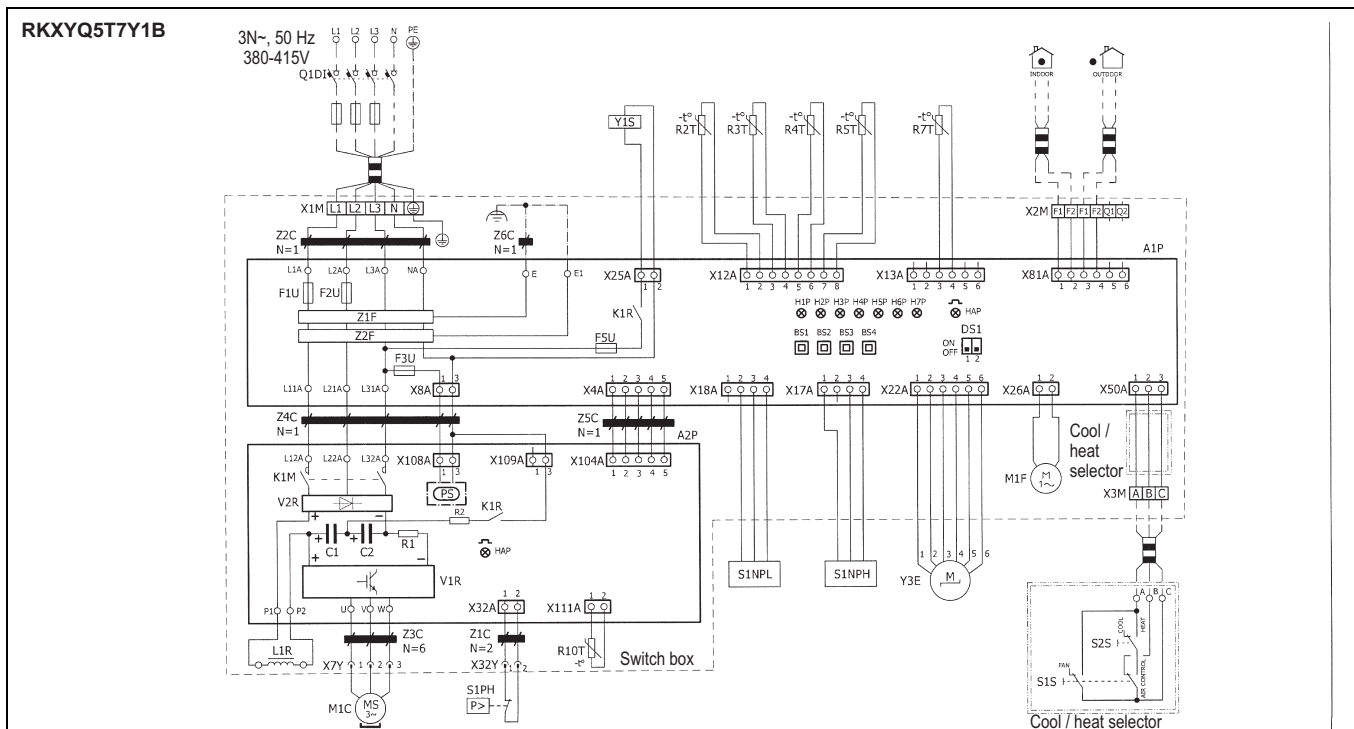 RKXYQ5T7Y1B
3N~, 50 Hz
380-415V
L1 L2 L3 N PE
Q1DI
INDOOR OUTDOOR
Y1S
-t° R2T
-t° R3T
-t° R4T
-t° R5T
-t° R7T
X1M L1 L2 L3 N
X2M F1 F2 F1 F2 Q1 Q2
Z2C
N=1
Z6C
N=1
A1P
L1A L2A L3A NA E E1
X25A 1 2
X12A 1 2 3 4 5 6 7 8
X13A 1 2 3 4 5 6
X81A 1 2 3 4 5 6
F1U F2U
Z1F
Z2F
K1R
F5U
F3U
H1P H2P H3P H4P H5P H6P H7P HAP
BS1 BS2 BS3 BS4
DS1
ON
OFF
1 2
L11A L21A L31A
X8A 1 3
X4A 1 2 3 4 5
X18A 1 2 3 4
X17A 1 2 3 4
X22A 1 2 3 4 5 6
X26A 1 2
X50A 1 2 3
Z4C
N=1
Z5C
N=1
A2P
L12A L22A L32A
X108A 1 3
X109A 1 3
X104A 1 2 3 4 5
K1M
PS
V2R
+ −
R2
K1R
+ C1 + C2 R1
HAP
+ −
V1R
P1 P2
U V W
X32A 1 2
X111A 1 2
L1R
Z3C
N=6
Z1C
N=2
R10T
-t°
Switch box
X7Y 1 2 3
X32Y 1 2
M1C
MS
3~
S1PH
P>
S1NPL
S1NPH
Y3E
M
1 2 3 4 5 6
M1F
M
1~
Cool /
heat
selector
X3M A B C
A B C
COOL HEAT
S2S
FAN
AIR CONTROL
S1S
Cool / heat selector